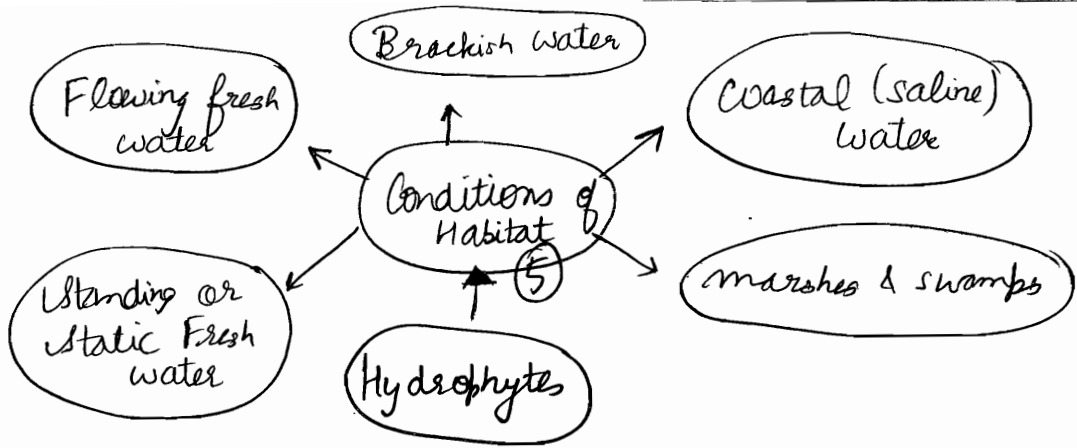 Brackish water
Flowing fresh
water
Coastal (saline)
water
Conditions of
Habitat
5
Standing or
Static Fresh
water
marshes & swamps
Hydrophytes